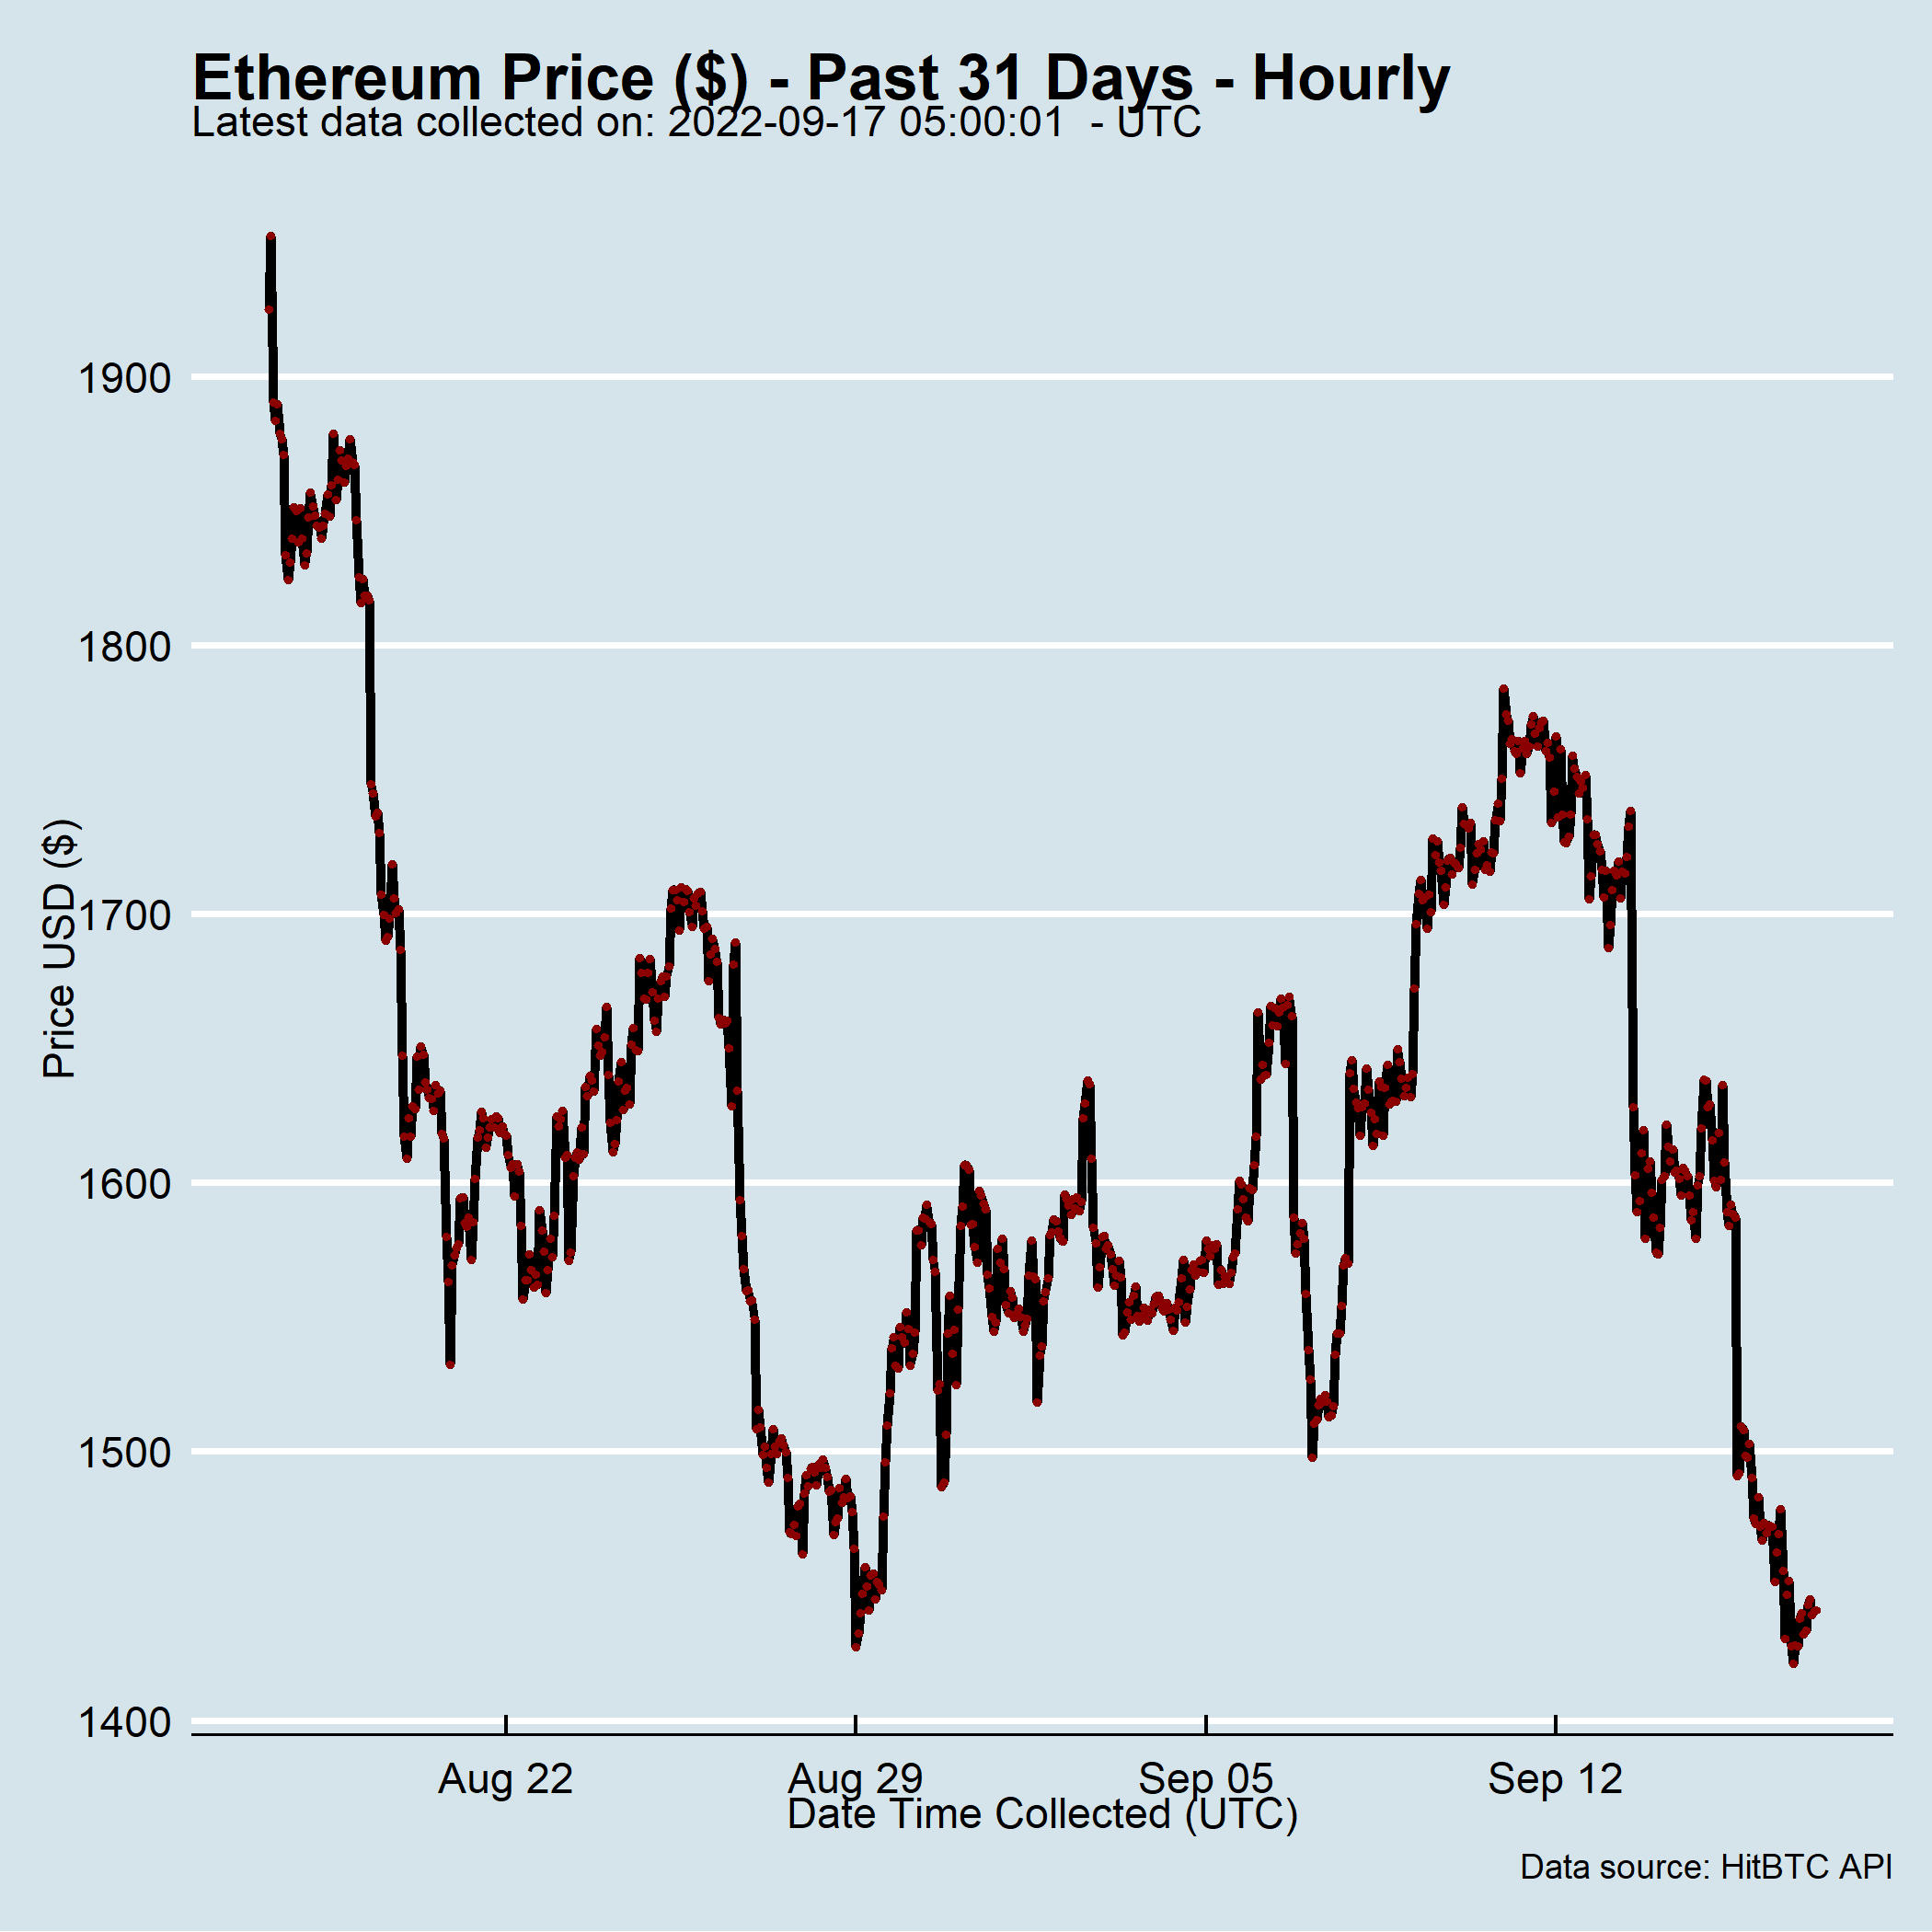 Ethereum Price ($) - Past 31 Days - Hourly
Latest data collected on: 2022-09-17 05:00:01  - UTC
Price USD ($)
1900
1800
1700
1600
1500
1400
Aug 22 Aug 29 Sep 05 Sep 12
Date Time Collected (UTC)
Data source: HitBTC API